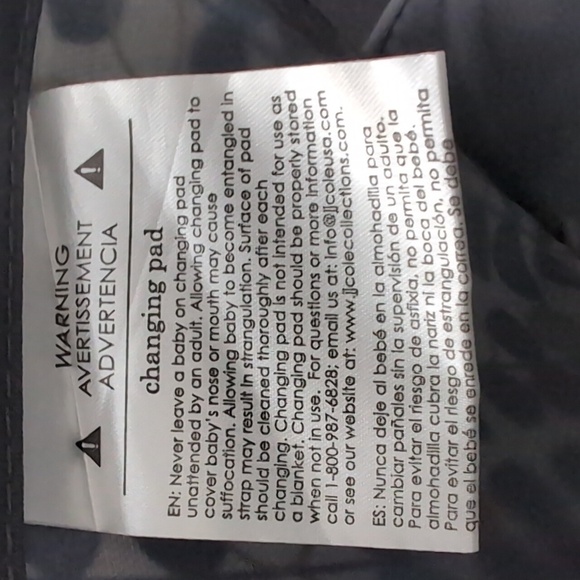 WARNING
AVERTISSEMENT
ADVERTENCIA
changing pad
EN: Never leave a baby on changing pad
unattended by an adult. Allowing changing pad to
cover baby's nose or mouth may cause
suffocation. Allowing baby to become entangled in
strap may result in strangulation. Surface of pad
should be cleaned thoroughly after each
changing. Changing pad is not intended for use as
a blanket. Changing pad should be properly stored
when not in use. For questions or more information
call 1-800-987-6828; email us at: info@jjcoleusa.com
or see our website at: www.jjcolecollections.com.
ES: Nunca deje al bebé en la almohadilla para
cambiar pañales sin la supervisión de un adulto.
Para evitar el riesgo de asfixia, no permita que la
almohadilla cubra la nariz ni la boca del bebé.
Para evitar el riesgo de estrangulación, no permita
que el bebé se enrede en la correa. Se debe